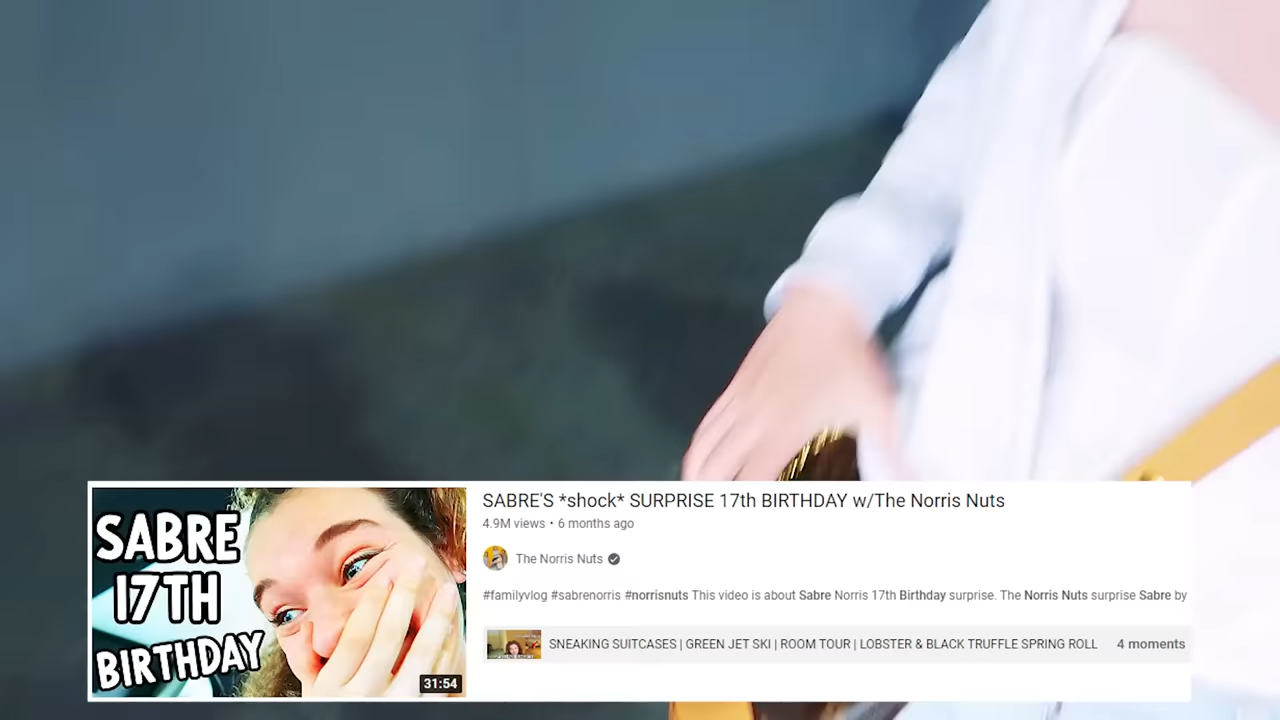 SABRE
17TH
BIRTHDAY
31:54
SABRE'S *shock* SURPRISE 17th BIRTHDAY w/The Norris Nuts
4.9M views • 6 months ago
The Norris Nuts
#familyvlog #sabrenorris #norrisnuts This video is about Sabre Norris 17th Birthday surprise. The Norris Nuts surprise Sabre by
SNEAKING SUITCASES | GREEN JET SKI | ROOM TOUR | LOBSTER & BLACK TRUFFLE SPRING ROLL 4 moments